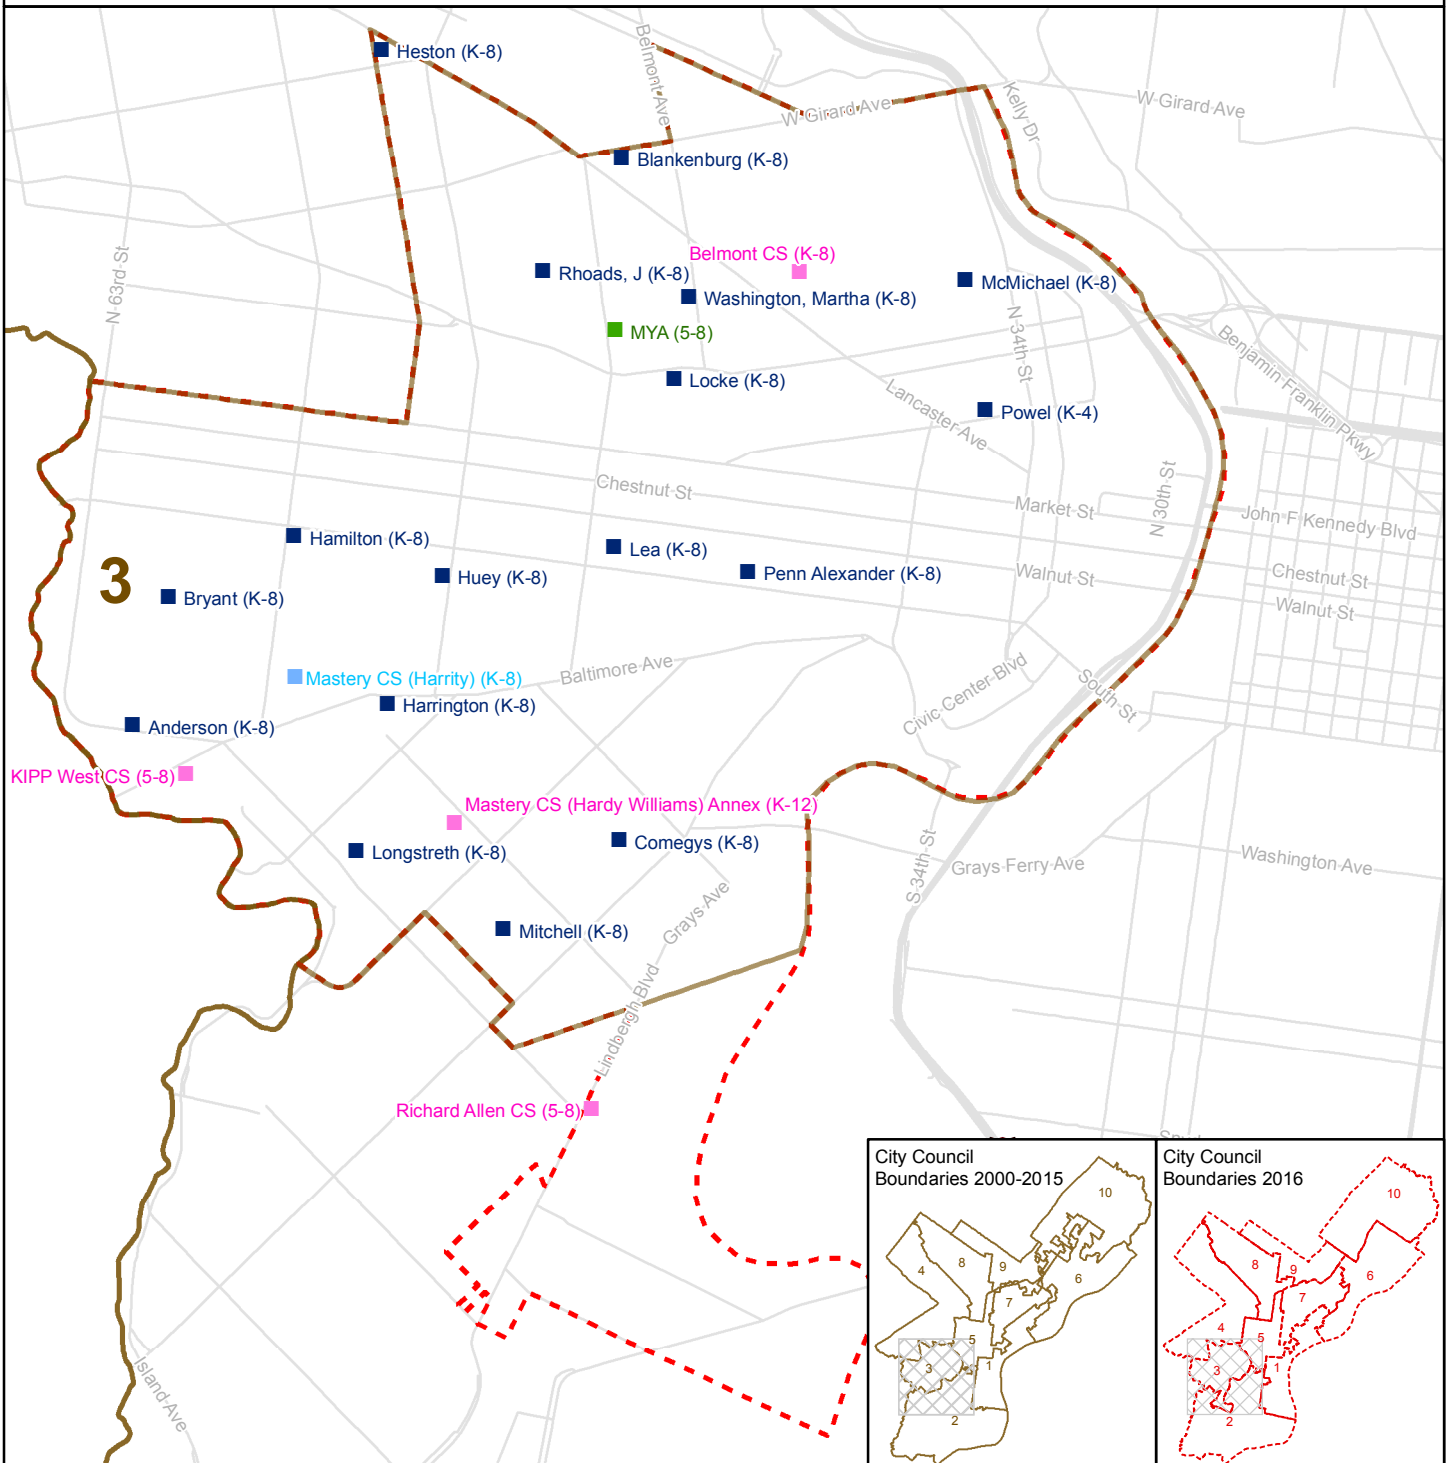 Heston (K-8)
Belmont Ave
W Girard Ave
Kelly Dr
W Girard Ave
Blankenburg (K-8)
N 63rd St
Belmont CS (K-8)
Rhoads, J (K-8)
Washington, Martha (K-8)
McMichael (K-8)
MYA (5-8)
N 34th St
Benjamin Franklin Pkwy
Locke (K-8)
Lancaster Ave
Powel (K-4)
Chestnut St
Market St
N 30th St
John F Kennedy Blvd
Hamilton (K-8)
Lea (K-8)
3
Huey (K-8)
Penn Alexander (K-8)
Walnut St
Chestnut St
Walnut St
Bryant (K-8)
Mastery CS (Harrity) (K-8)
Baltimore Ave
Civic Center Blvd
South St
Harrington (K-8)
Anderson (K-8)
KIPP West CS (5-8)
Mastery CS (Hardy Williams) Annex (K-12)
Longstreth (K-8)
Comegys (K-8)
S 34th St
Grays Ferry Ave
Washington Ave
Grays Ave
Mitchell (K-8)
Lindbergh Blvd
Richard Allen CS (5-8)
Island Ave
City Council
Boundaries 2000-2015
10
8
9
4
6
7
5
3
1
2
City Council
Boundaries 2016
10
8
9
6
7
4
5
3
1
2